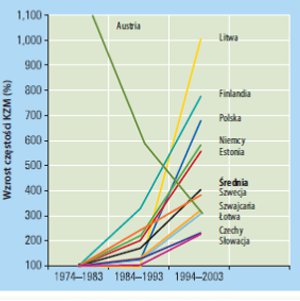 Wzrost częstości KZM (%)
1,100
1,000
900
800
700
600
500
400
300
200
100
Austria
Litwa
Finlandia
Polska
Niemcy
Estonia
Średnia
Szwecja
Szwajcaria
Łotwa
Czechy
Słowacja
1974–1983
1984–1993
1994–2003